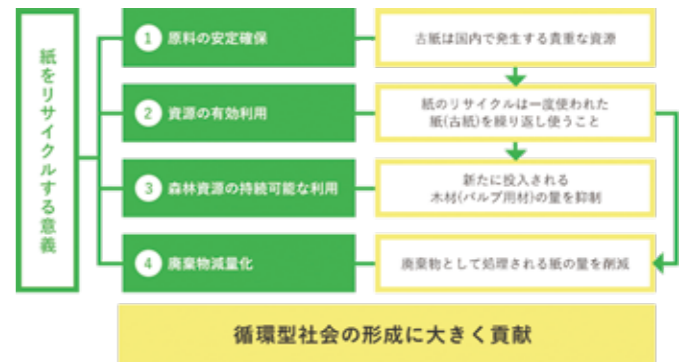 紙をリサイクルする意義
1 原料の安定確保
古紙は国内で発生する貴重な資源
2 資源の有効利用
紙のリサイクルは一度使われた
紙(古紙)を繰り返し使うこと
3 森林資源の持続可能な利用
新たに投入される
木材(パルプ用材)の量を抑制
4 廃棄物減量化
廃棄物として処理される紙の量を削減
循環型社会の形成に大きく貢献